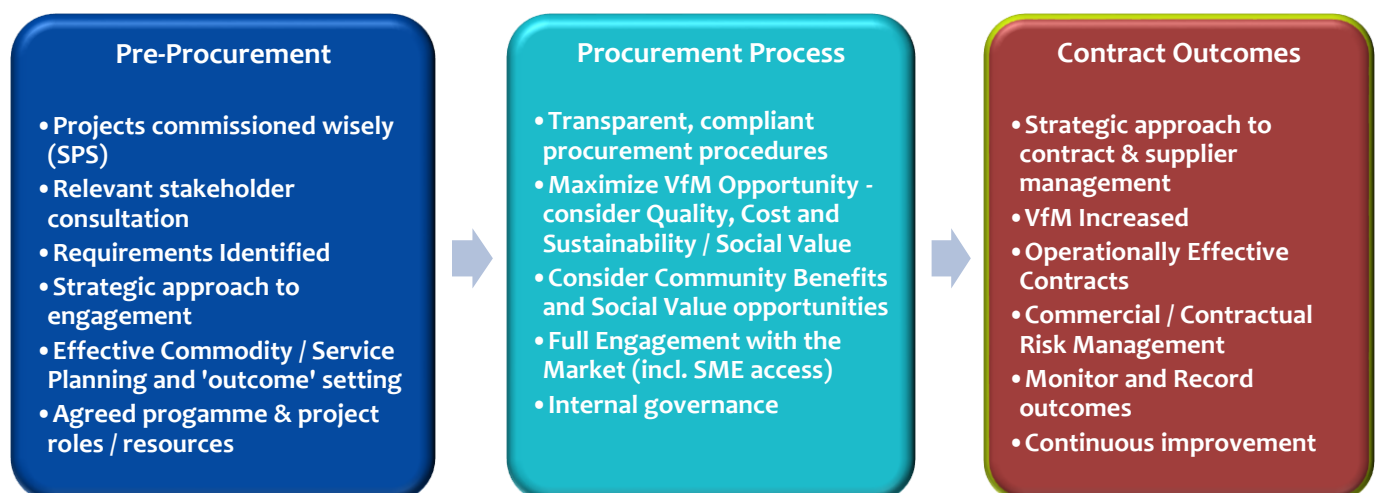 Pre-Procurement
•Projects commissioned wisely
(SPS)
•Relevant stakeholder
consultation
•Requirements Identified
•Strategic approach to
engagement
•Effective Commodity / Service
Planning and 'outcome' setting
•Agreed progamme & project
roles / resources
Procurement Process
•Transparent, compliant
procurement procedures
•Maximize VfM Opportunity -
consider Quality, Cost and
Sustainability / Social Value
•Consider Community Benefits
and Social Value opportunities
•Full Engagement with the
Market (incl. SME access)
•Internal governance
Contract Outcomes
•Strategic approach to
contract & supplier
management
•VfM Increased
•Operationally Effective
Contracts
•Commercial / Contractual
Risk Management
•Monitor and Record
outcomes
•Continuous improvement